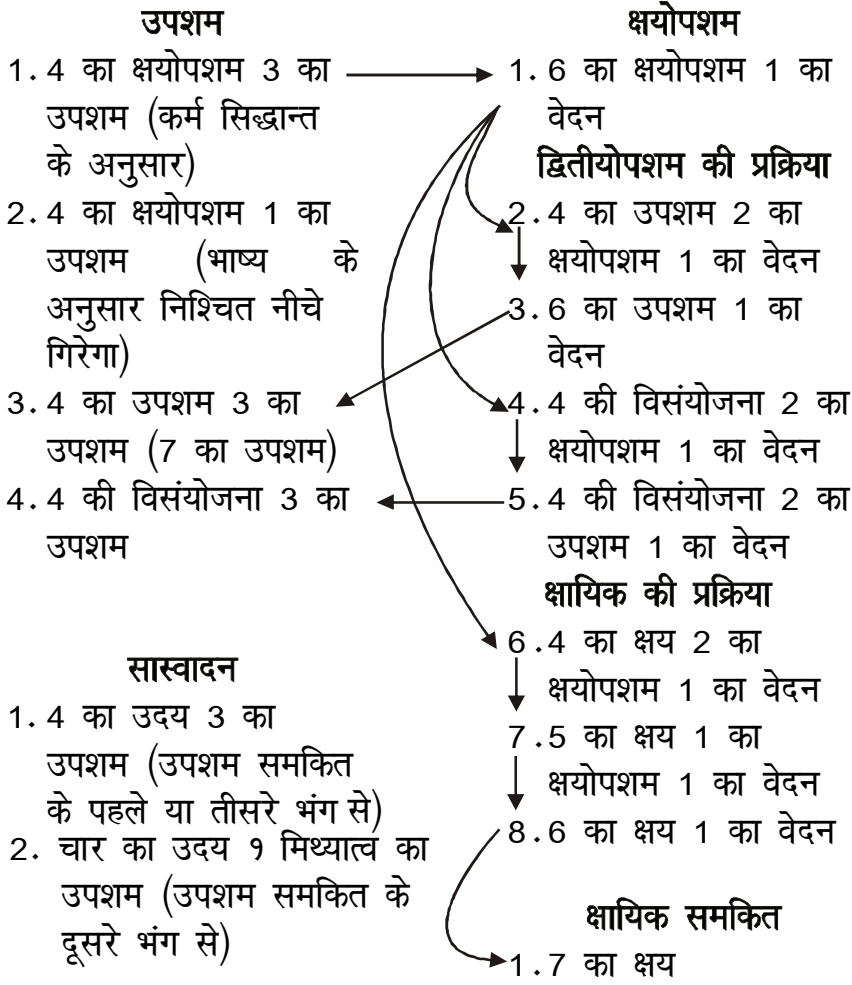 उपशम
1. 4 का क्षयोपशम 3 का
उपशम (कर्म सिद्धान्त
के अनुसार)
2. 4 का क्षयोपशम 1 का
उपशम (भाष्य के
अनुसार निश्चित नीचे
गिरेगा)
3. 4 का उपशम 3 का
उपशम (7 का उपशम)
4. 4 की विसंयोजना 3 का
उपशम
सास्वादन
1. 4 का उदय 3 का
उपशम (उपशम समकित
के पहले या तीसरे भंग से)
2. चार का उदय १ मिथ्यात्व का
उपशम (उपशम समकित के
दूसरे भंग से)
क्षयोपशम
1. 6 का क्षयोपशम 1 का
वेदन
द्वितीयोपशम की प्रक्रिया
2. 4 का उपशम 2 का
क्षयोपशम 1 का वेदन
3. 6 का उपशम 1 का
वेदन
4. 4 की विसंयोजना 2 का
क्षयोपशम 1 का वेदन
5. 4 की विसंयोजना 2 का
उपशम 1 का वेदन
क्षायिक की प्रक्रिया
6. 4 का क्षय 2 का
क्षयोपशम 1 का वेदन
7. 5 का क्षय 1 का
क्षयोपशम 1 का वेदन
8. 6 का क्षय 1 का वेदन
क्षायिक समकित
1. 7 का क्षय